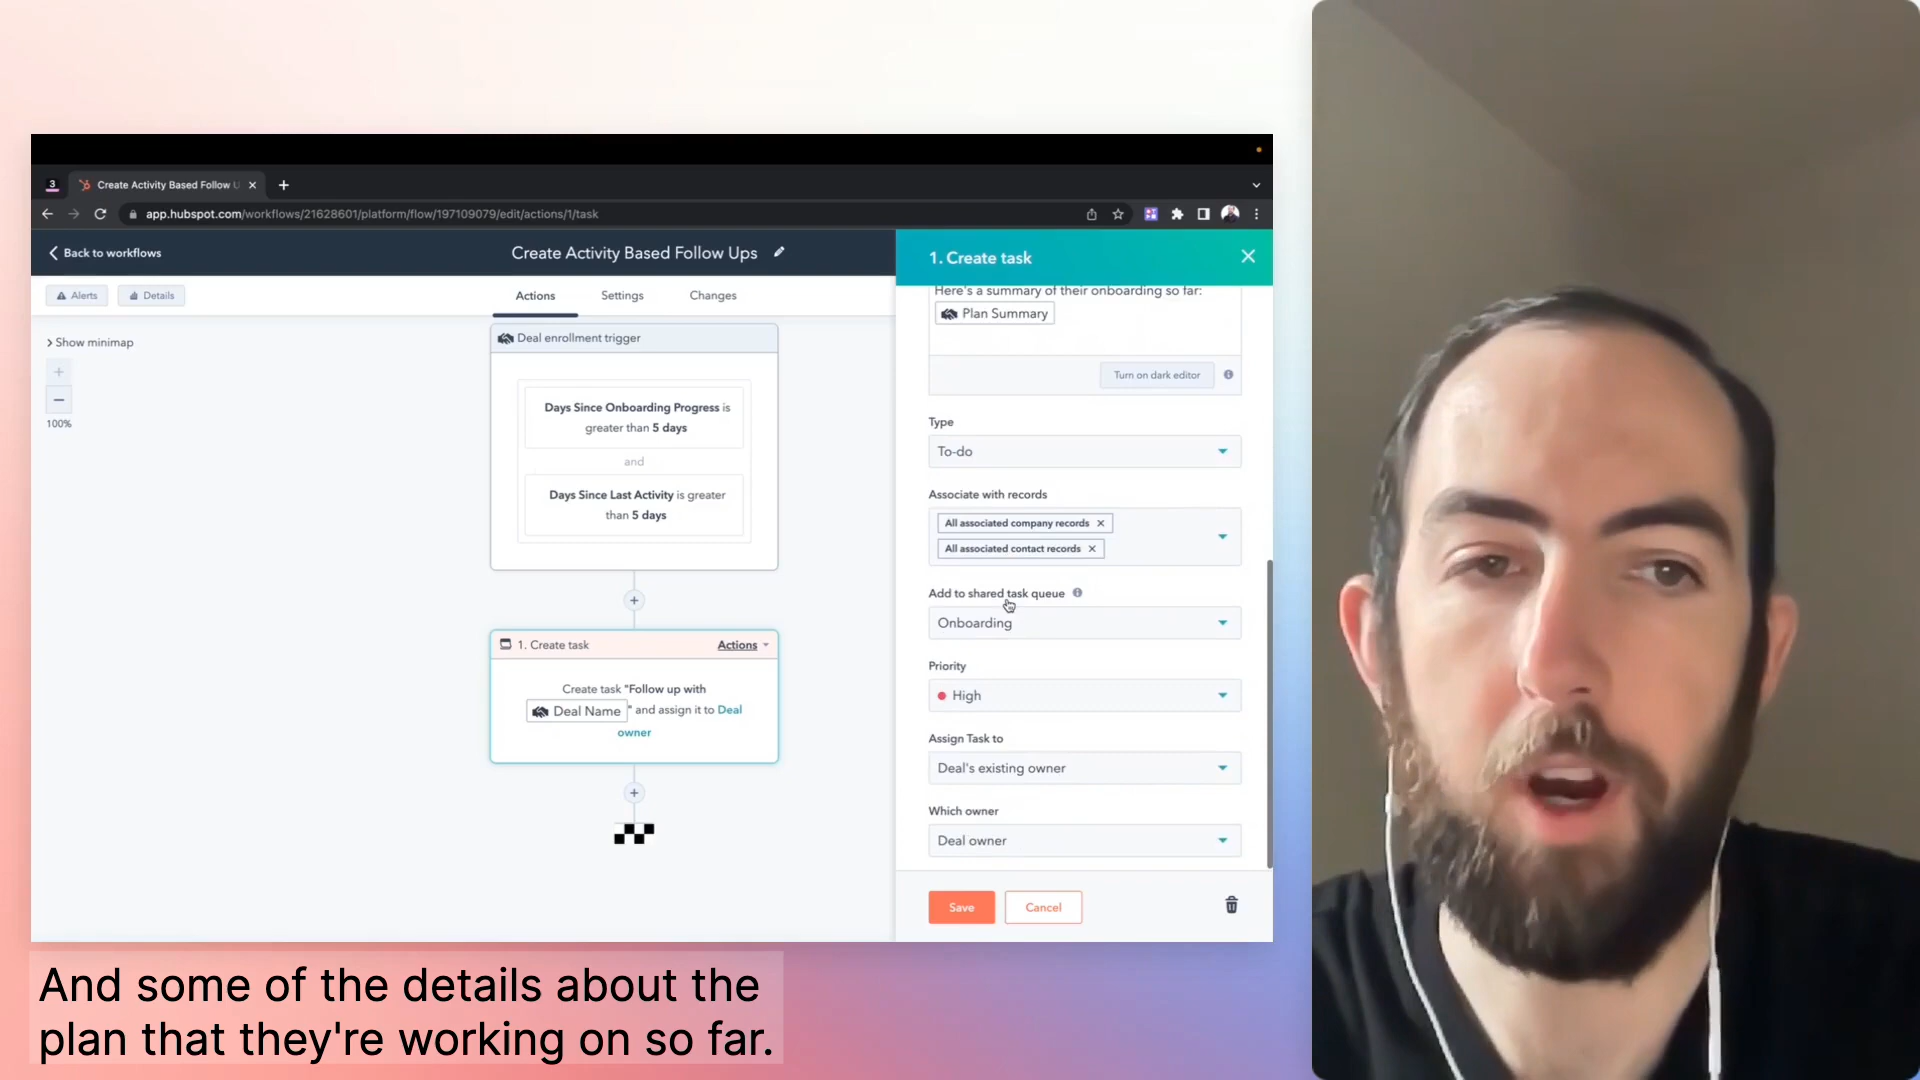 3
Create Activity Based Follow U
app.hubspot.com/workflows/21628601/platform/flow/197109079/edit/actions/1/task
Back to workflows
Create Activity Based Follow Ups
Alerts
Details
Actions
Settings
Changes
Show minimap
100%
Deal enrollment trigger
Days Since Onboarding Progress is
greater than 5 days
and
Days Since Last Activity is greater
than 5 days
1. Create task
Actions
Create task "Follow up with
Deal Name " and assign it to Deal
owner
1. Create task
Here's a summary of their onboarding so far:
Plan Summary
Turn on dark editor
Type
To-do
Associate with records
All associated company records
All associated contact records
Add to shared task queue
Onboarding
Priority
High
Assign Task to
Deal's existing owner
Which owner
Deal owner
Save
Cancel
And some of the details about the
plan that they're working on so far.